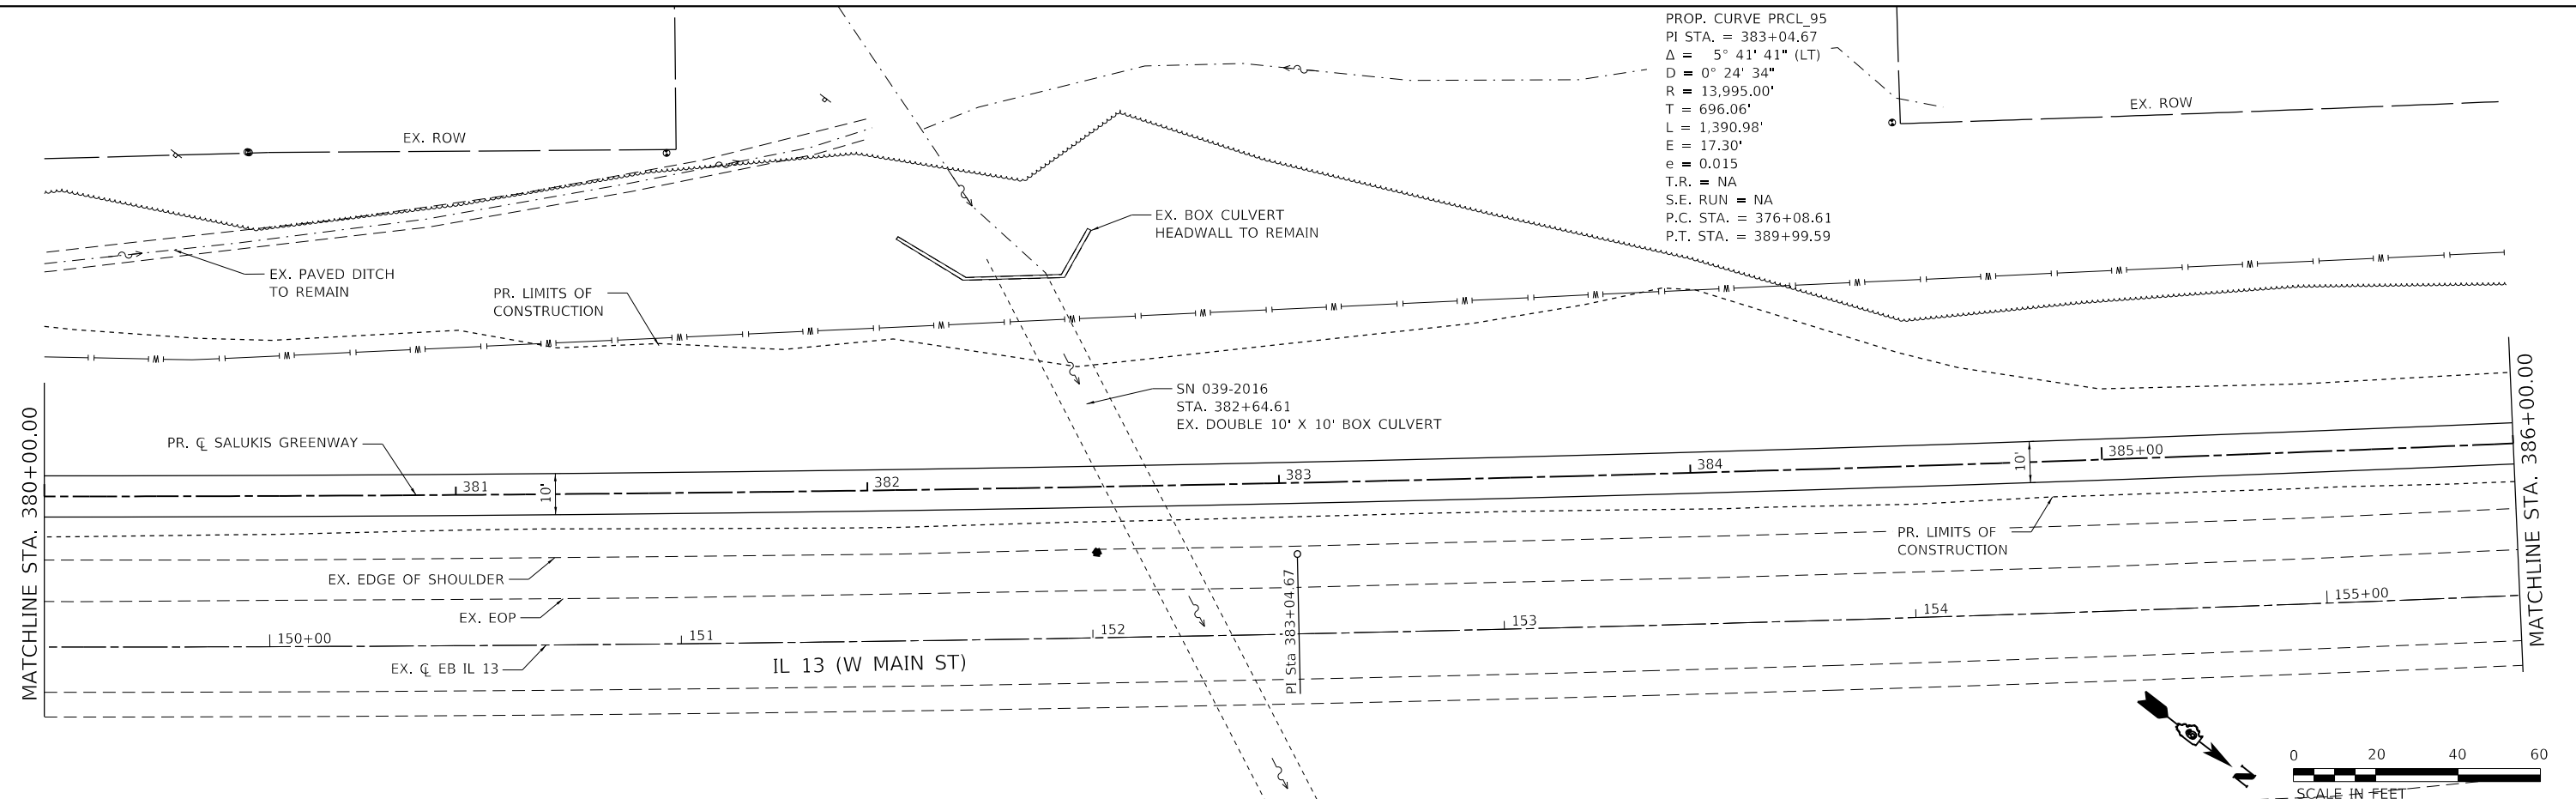 PROP. CURVE PRCL_95
PI STA. = 383+04.67
Δ = 5° 41' 41" (LT)
D = 0° 24' 34"
R = 13,995.00'
T = 696.06'
L = 1,390.98'
E = 17.30'
e = 0.015
T.R. = NA
S.E. RUN = NA
P.C. STA. = 376+08.61
P.T. STA. = 389+99.59
EX. ROW
EX. ROW
EX. BOX CULVERT
HEADWALL TO REMAIN
EX. PAVED DITCH
TO REMAIN
PR. LIMITS OF
CONSTRUCTION
SN 039-2016
STA. 382+64.61
EX. DOUBLE 10' X 10' BOX CULVERT
MATCHLINE STA. 380+00.00
MATCHLINE STA. 386+00.00
PR. ℄ SALUKIS GREENWAY
381
10'
382
383
384
10'
385+00
PR. LIMITS OF
CONSTRUCTION
EX. EDGE OF SHOULDER
EX. EOP
PI Sta 383+04.67
150+00
151
152
153
154
155+00
EX. ℄ EB IL 13
IL 13 (W MAIN ST)
N
0 20 40 60
SCALE IN FEET